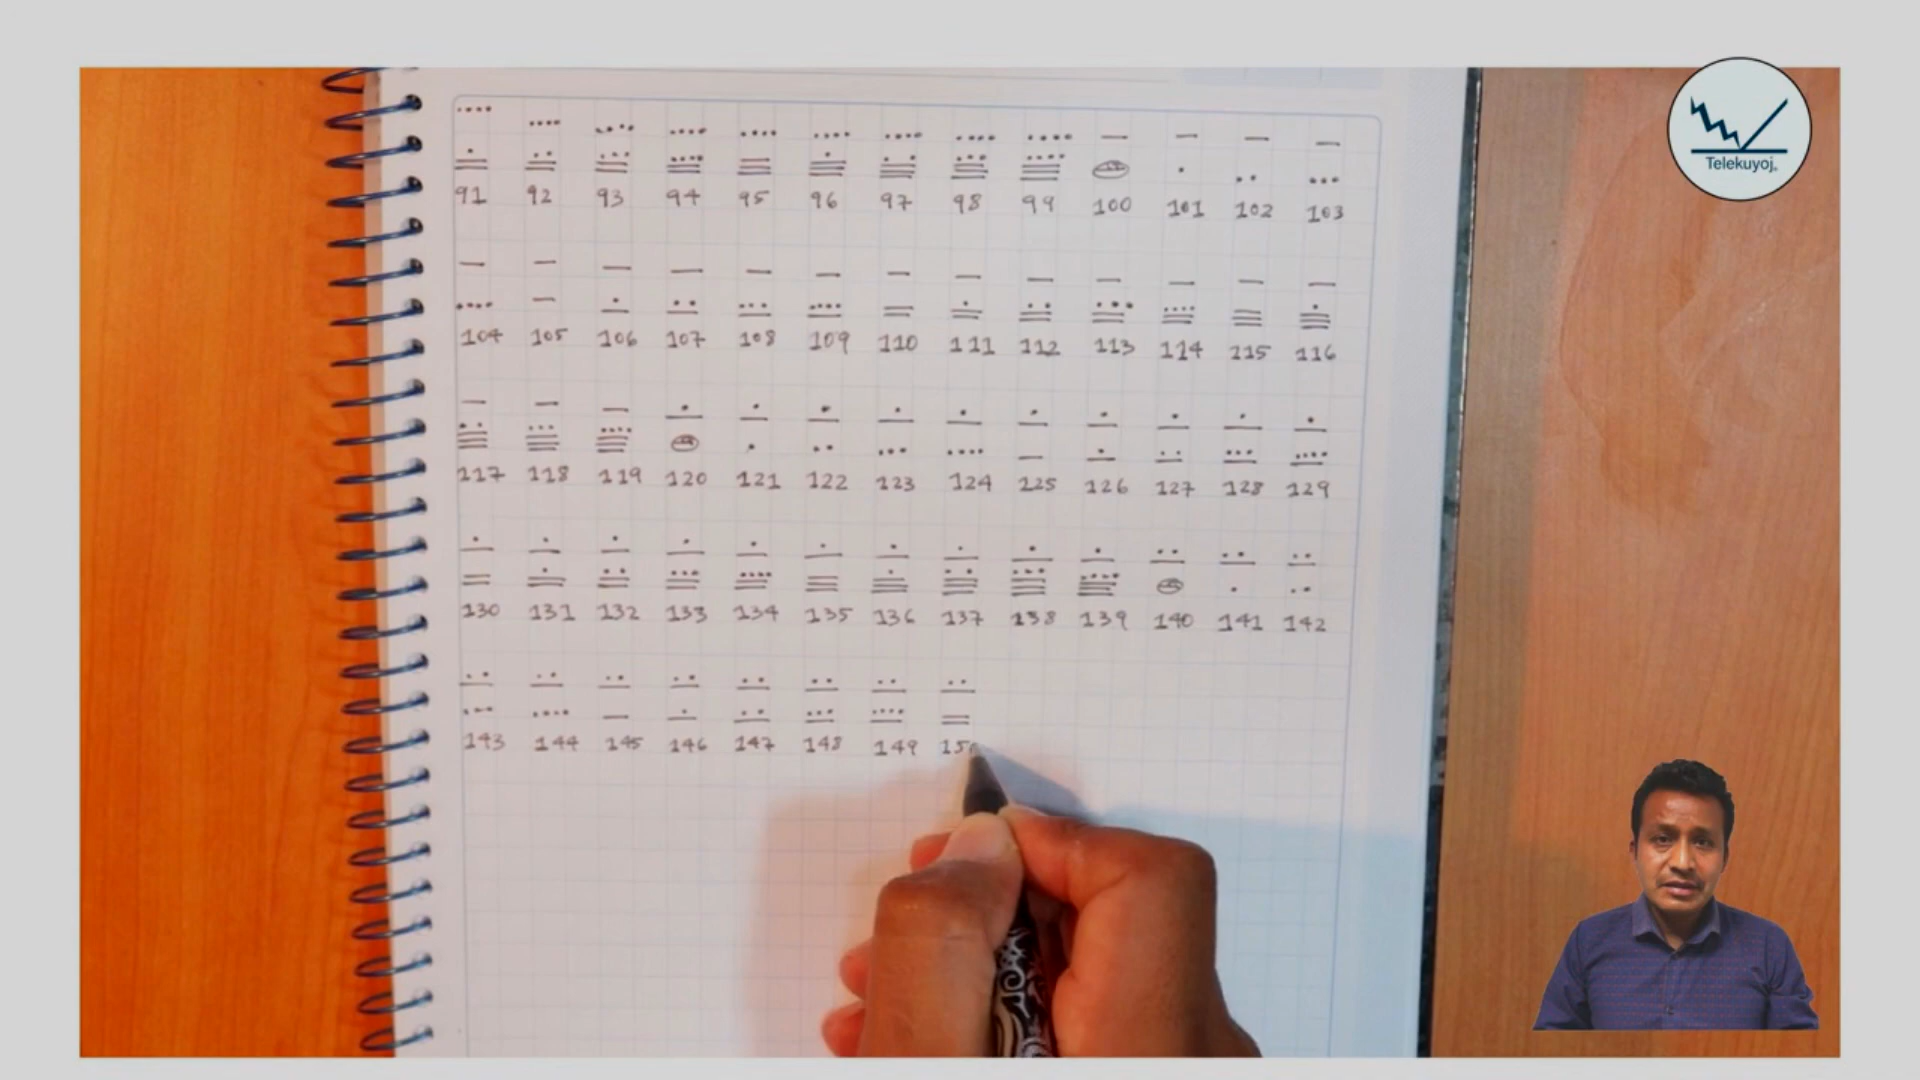 Telekuyoj
91 92 93 94 95 96 97 98 99 100 101 102 103
104 105 106 107 108 109 110 111 112 113 114 115 116
117 118 119 120 121 122 123 124 125 126 127 128 129
130 131 132 133 134 135 136 137 138 139 140 141 142
143 144 145 146 147 148 149 150